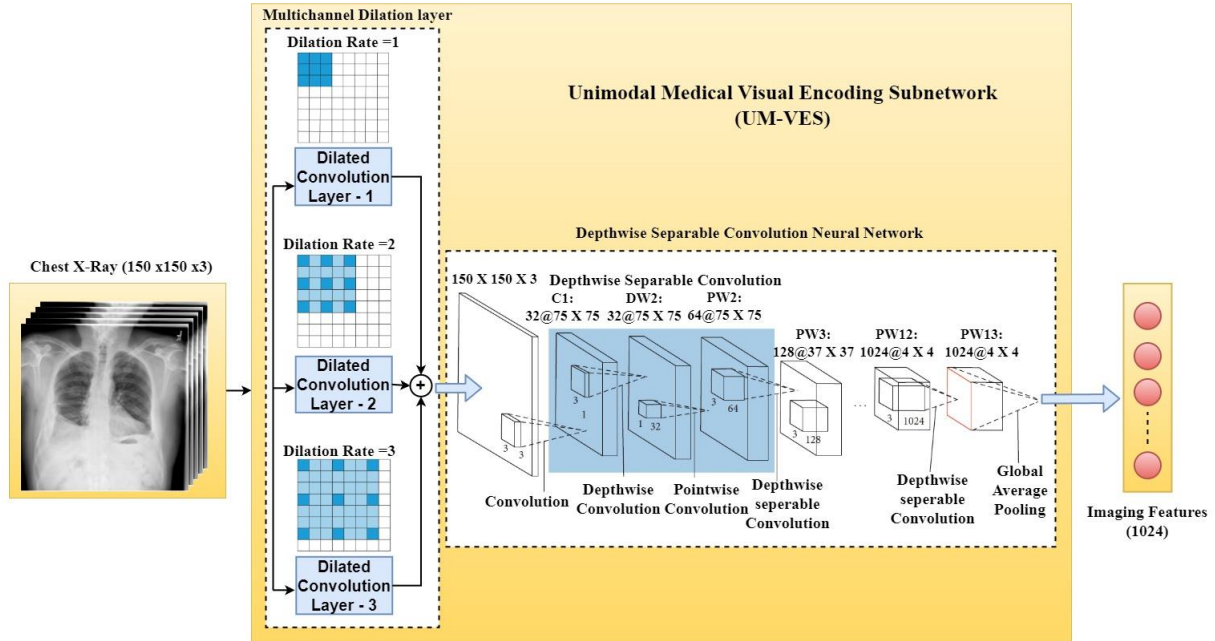 Multichannel Dilation layer
Dilation Rate =1
Dilated
Convolution
Layer - 1
Dilation Rate =2
Dilated
Convolution
Layer - 2
Dilation Rate =3
Dilated
Convolution
Layer - 3
Chest X-Ray (150 x150 x3)
+
Unimodal Medical Visual Encoding Subnetwork
(UM-VES)
Depthwise Separable Convolution Neural Network
150 X 150 X 3
Depthwise Separable Convolution
C1:
32@75 X 75
DW2:
32@75 X 75
PW2:
64@75 X 75
PW3:
128@37 X 37
PW12:
1024@4 X 4
PW13:
1024@4 X 4
3
3
3
1
1
32
3
64
3
128
...
3
1024
Convolution
Depthwise
Convolution
Pointwise
Convolution
Depthwise
seperable
Convolution
Depthwise
seperable
Convolution
Global
Average
Pooling
Imaging Features
(1024)